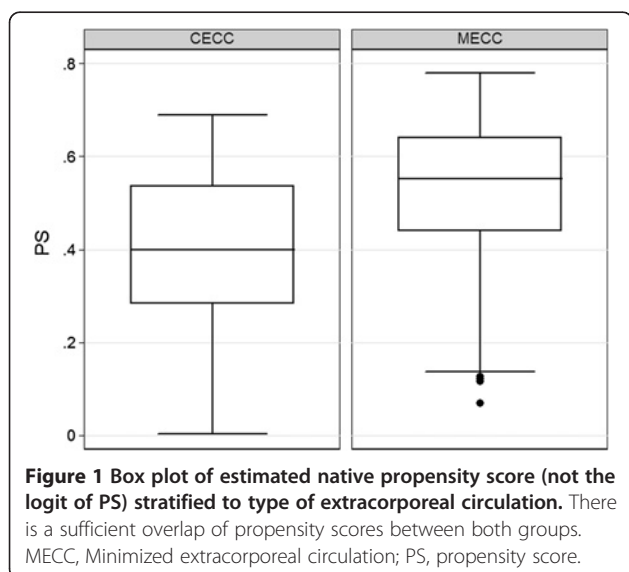 CECC
MECC
.8
.6
.4
.2
0
PS
Figure 1 Box plot of estimated native propensity score (not the
logit of PS) stratified to type of extracorporeal circulation. There
is a sufficient overlap of propensity scores between both groups.
MECC, Minimized extracorporeal circulation; PS, propensity score.